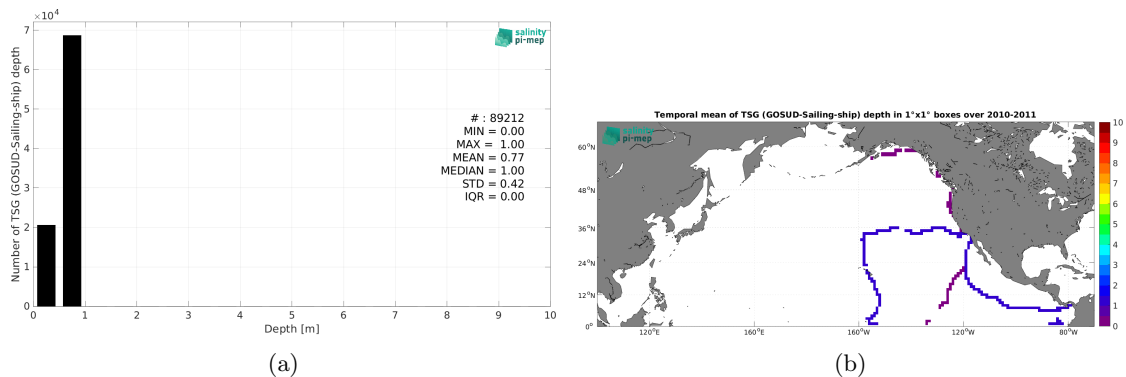 ×10⁴
7
6
5
4
3
2
1
0
Number of TSG (GOSUD-Sailing-ship) depth
salinity
pi-mep
# : 89212
MIN = 0.00
MAX = 1.00
MEAN = 0.77
MEDIAN = 1.00
STD = 0.42
IQR = 0.00
0 1 2 3 4 5 6 7 8 9 10
Depth [m]
(a)
Temporal mean of TSG (GOSUD-Sailing-ship) depth in 1°x1° boxes over 2010-2011
salinity
pi-mep
60°N
48°N
36°N
24°N
12°N
0°
120°E 160°E 160°W 120°W 80°W
10
9
8
7
6
5
4
3
2
1
0
(b)